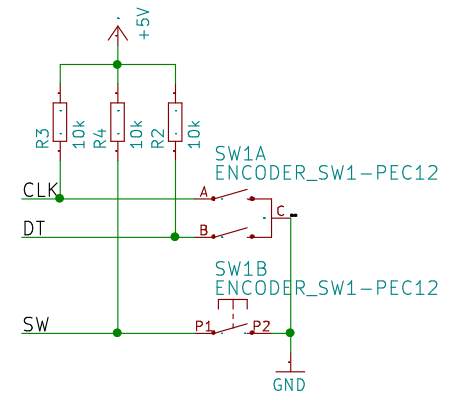 +5V
R3
10k
R4
10k
R2
10k
SW1A
ENCODER_SW1-PEC12
CLK
A
C
DT
B
SW1B
ENCODER_SW1-PEC12
SW
P1
P2
GND